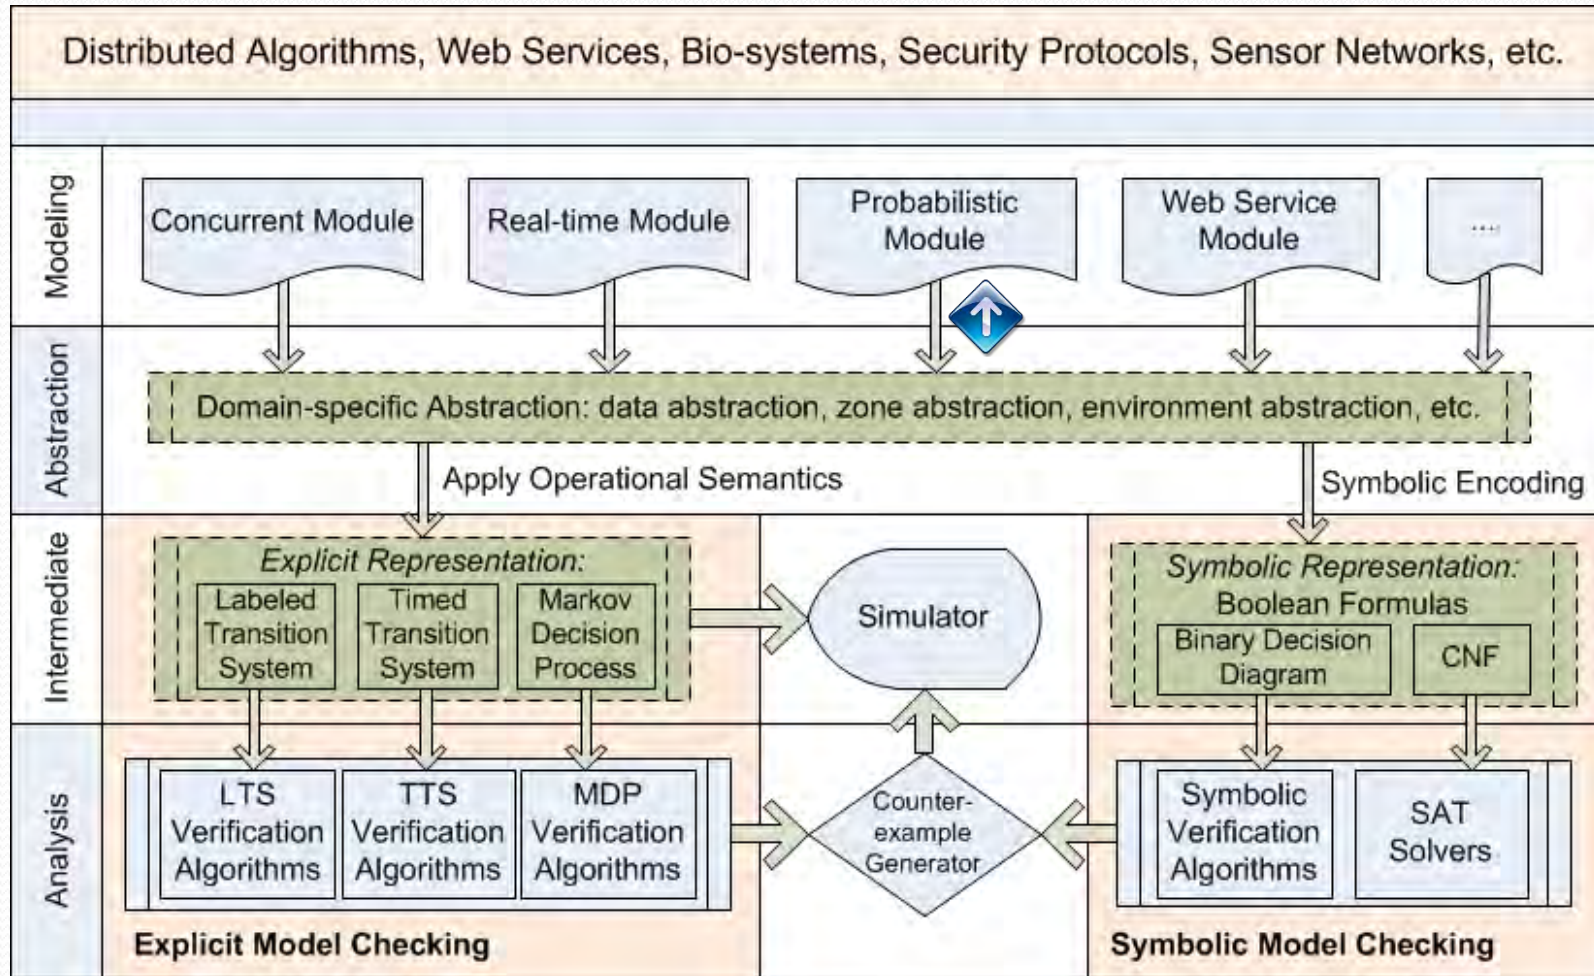 Distributed Algorithms, Web Services, Bio-systems, Security Protocols, Sensor Networks, etc.
Modeling
Concurrent Module
Real-time Module
Probabilistic
Module
Web Service
Module
....
Abstraction
Domain-specific Abstraction: data abstraction, zone abstraction, environment abstraction, etc.
Apply Operational Semantics
Symbolic Encoding
Intermediate
Explicit Representation:
Labeled
Transition
System
Timed
Transition
System
Markov
Decision
Process
Simulator
Symbolic Representation:
Boolean Formulas
Binary Decision
Diagram
CNF
Analysis
LTS
Verification
Algorithms
TTS
Verification
Algorithms
MDP
Verification
Algorithms
Counter-
example
Generator
Symbolic
Verification
Algorithms
SAT
Solvers
Explicit Model Checking
Symbolic Model Checking